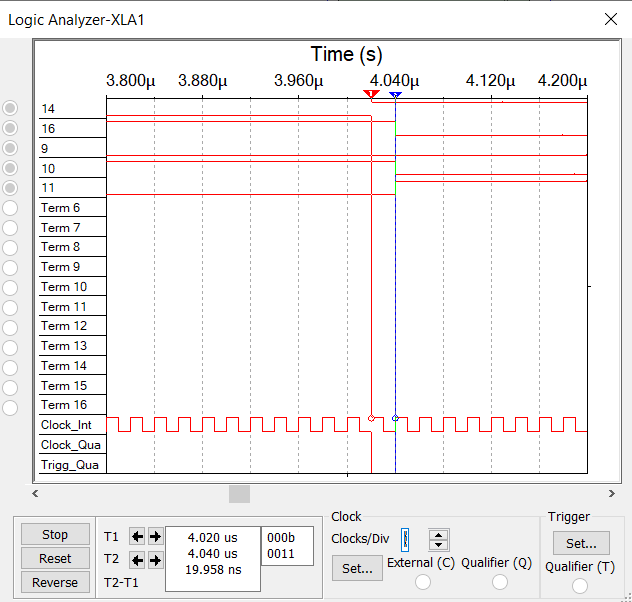 Logic Analyzer-XLA1
Time (s)
3.800µ 3.880µ 3.960µ 4.040µ 4.120µ 4.200µ
1 2
14
16
9
10
11
Term 6
Term 7
Term 8
Term 9
Term 10
Term 11
Term 12
Term 13
Term 14
Term 15
Term 16
Clock_Int
Clock_Qua
Trigg_Qua
Stop
Reset
Reverse
T1
T2
T2-T1
4.020 us
4.040 us
19.958 ns
000b
0011
Clock
Clocks/Div
Set...
External (C)
Qualifier (Q)
Trigger
Set...
Qualifier (T)